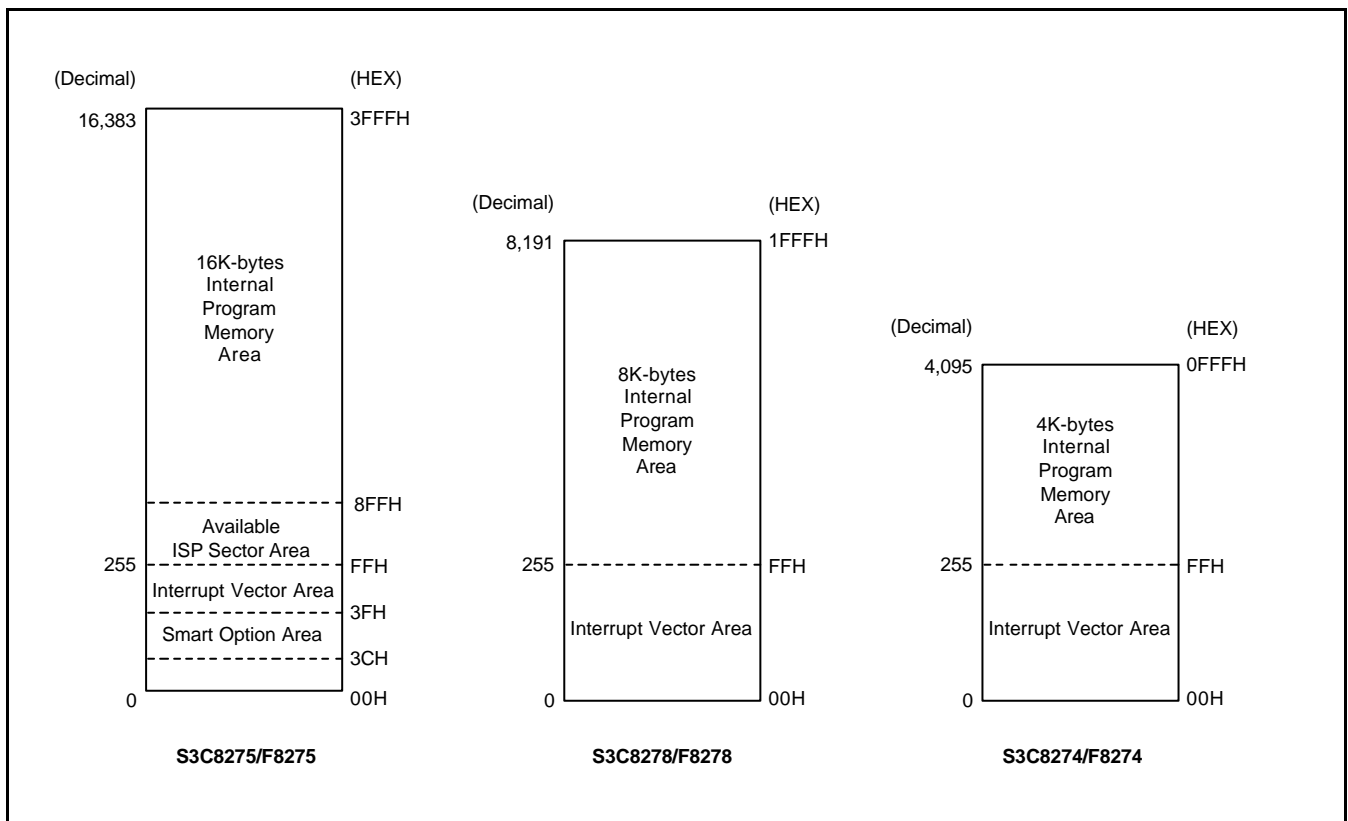 (Decimal)
(HEX)
16,383
3FFFH
16K-bytes
Internal
Program
Memory
Area
8FFH
Available
ISP Sector Area
255
FFH
Interrupt Vector Area
3FH
Smart Option Area
3CH
0
00H
S3C8275/F8275
(Decimal)
(HEX)
8,191
1FFFH
8K-bytes
Internal
Program
Memory
Area
255
FFH
Interrupt Vector Area
0
00H
S3C8278/F8278
(Decimal)
(HEX)
4,095
0FFFH
4K-bytes
Internal
Program
Memory
Area
255
FFH
Interrupt Vector Area
0
00H
S3C8274/F8274